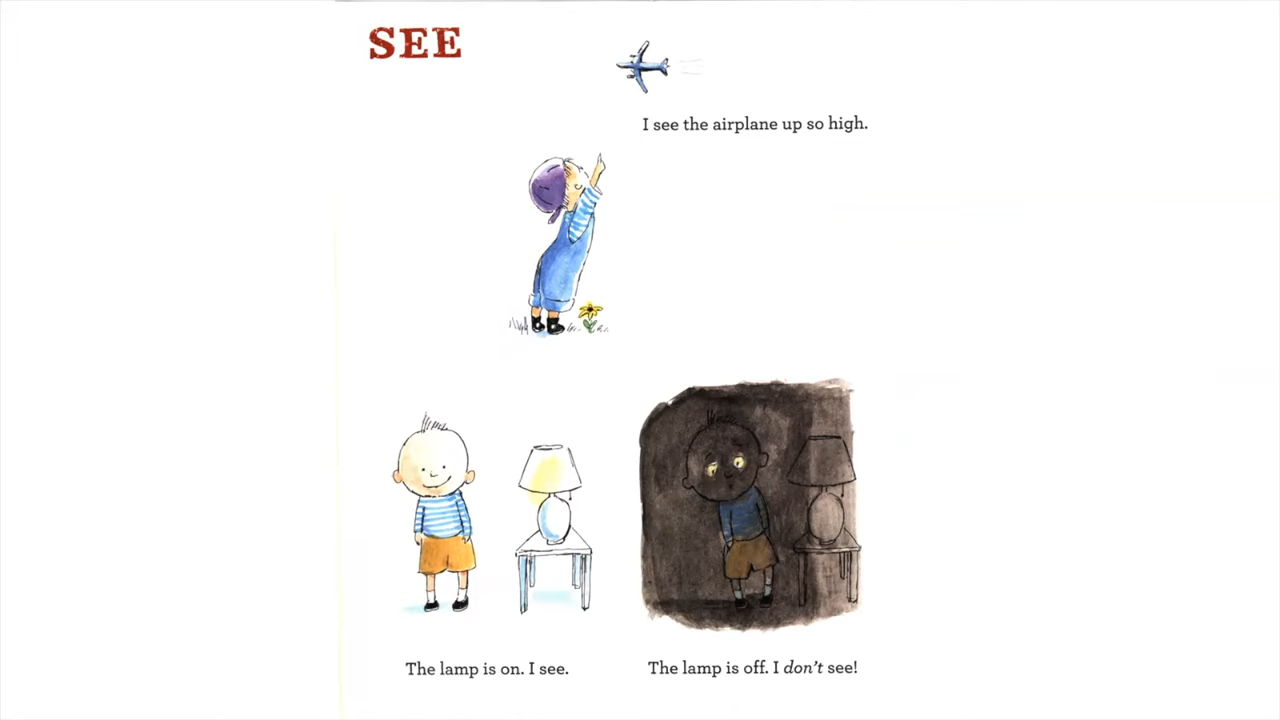 SEE
I see the airplane up so high.
The lamp is on. I see.
The lamp is off. I don't see!